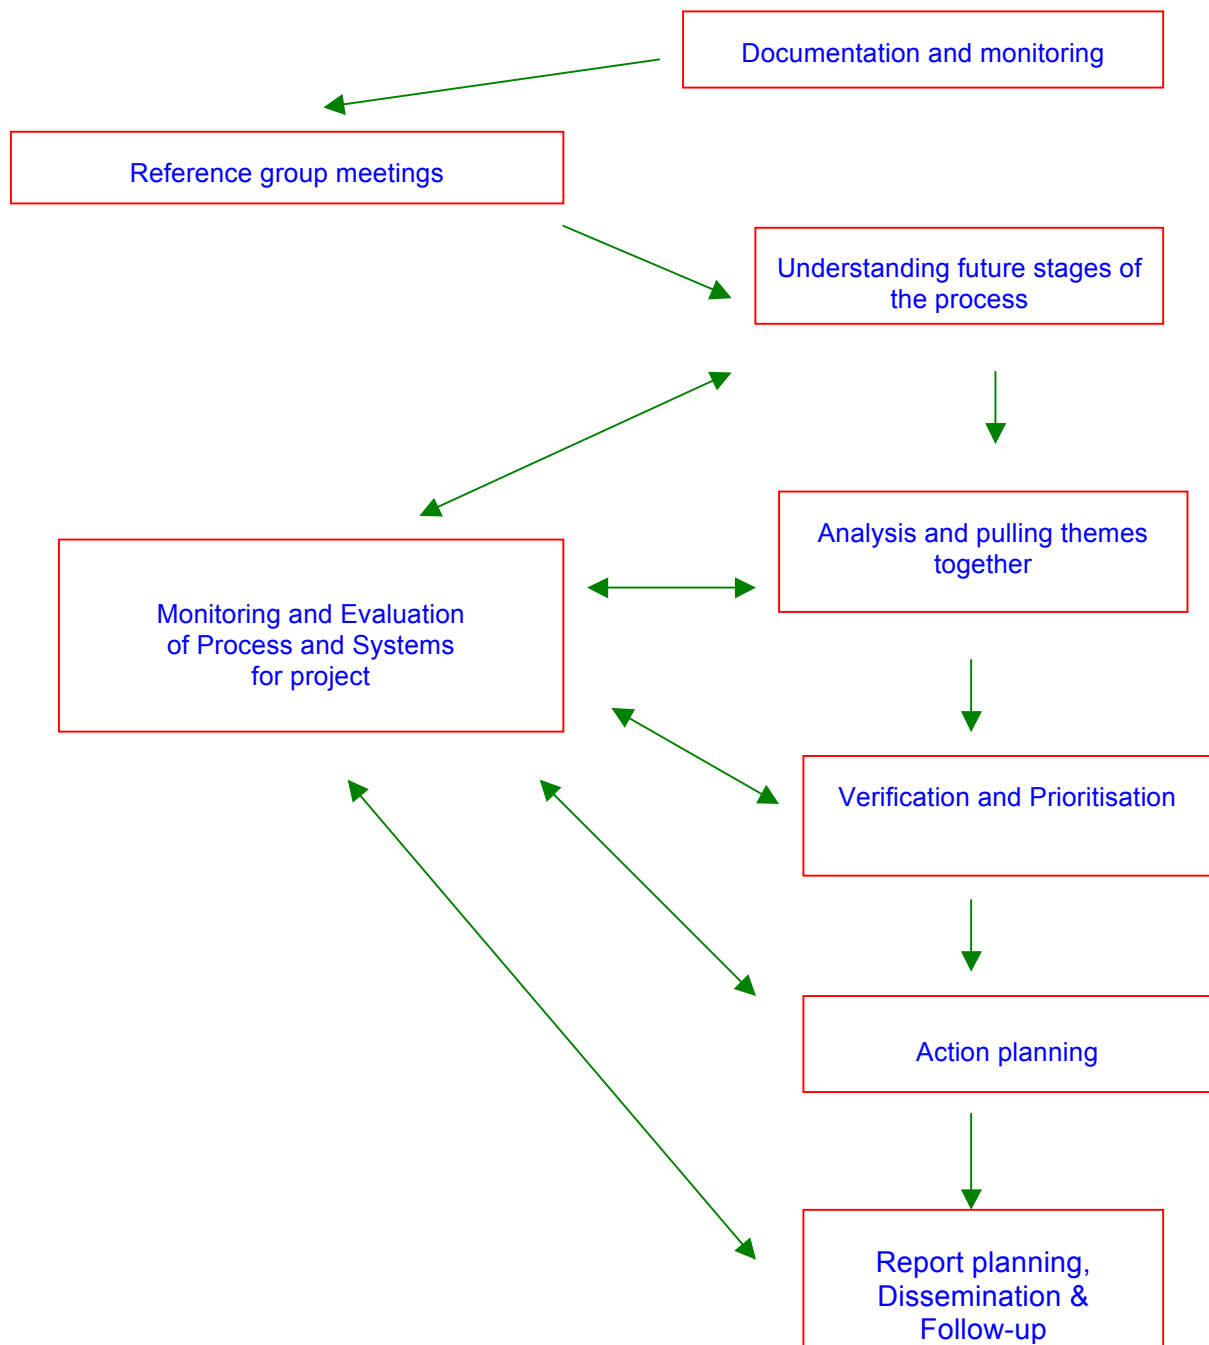 Documentation and monitoring
Reference group meetings
Understanding future stages of
the process
Analysis and pulling themes
together
Monitoring and Evaluation
of Process and Systems
for project
Verification and Prioritisation
Action planning
Report planning,
Dissemination &
Follow-up